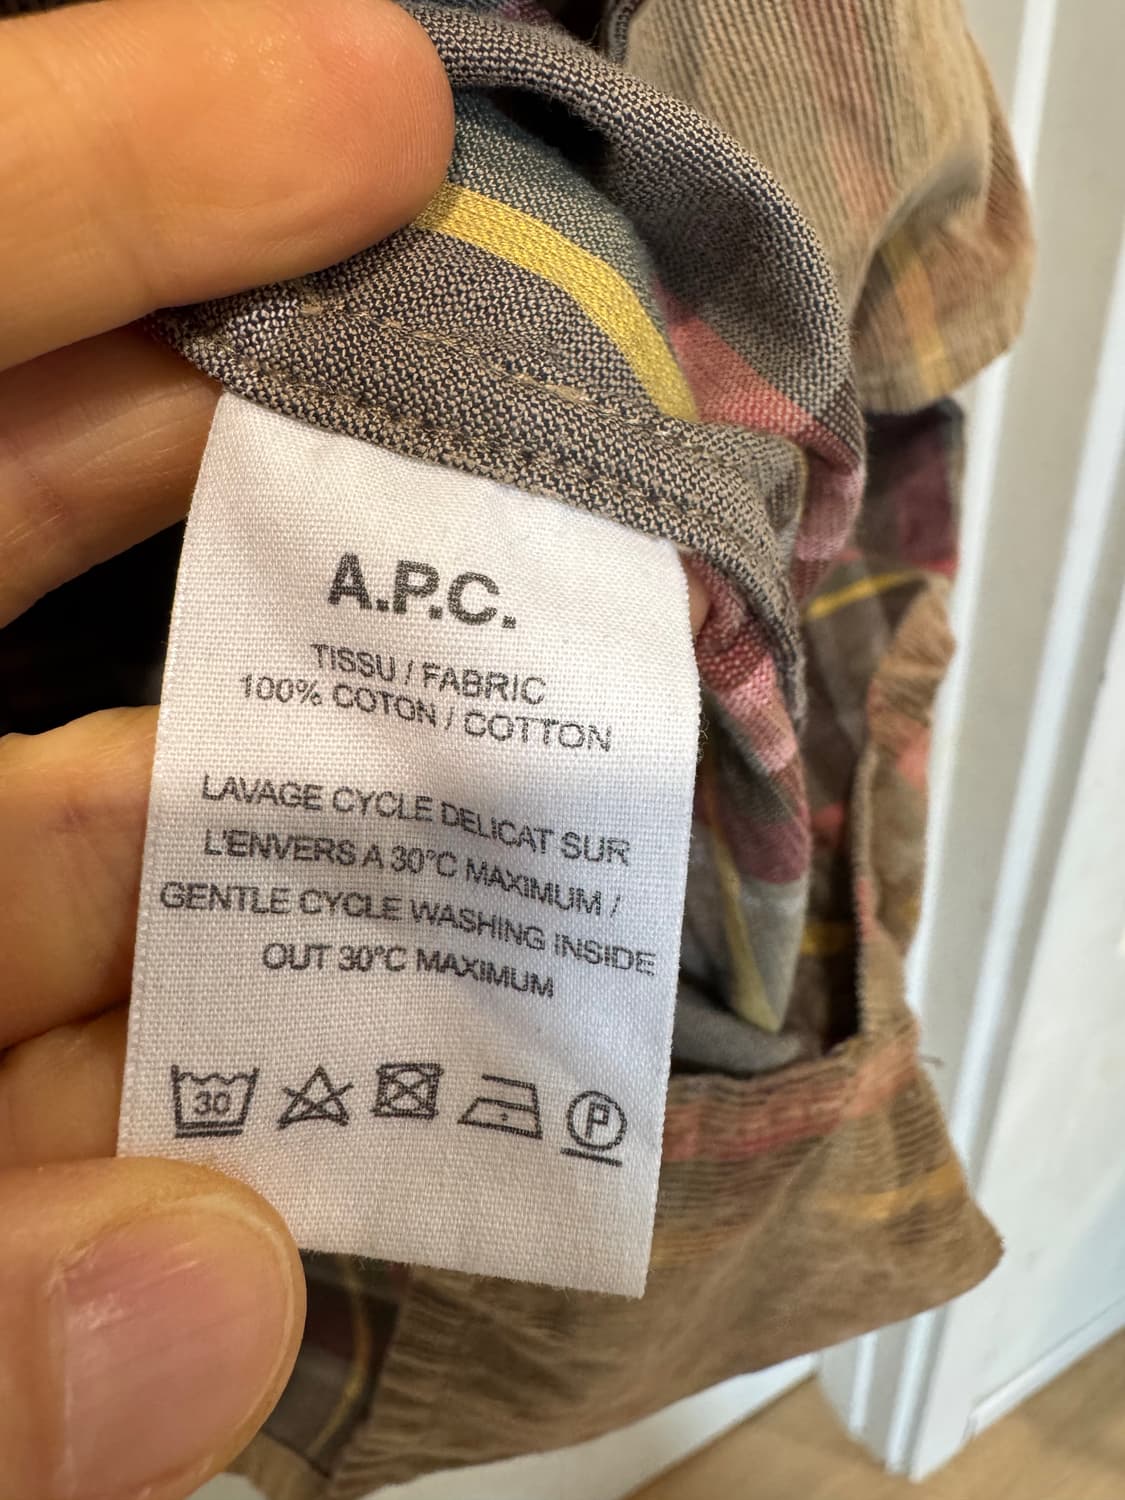 A.P.C.
TISSU / FABRIC
100% COTON / COTTON
LAVAGE CYCLE DELICAT SUR
L'ENVERS A 30°C MAXIMUM /
GENTLE CYCLE WASHING INSIDE
OUT 30°C MAXIMUM
30 P